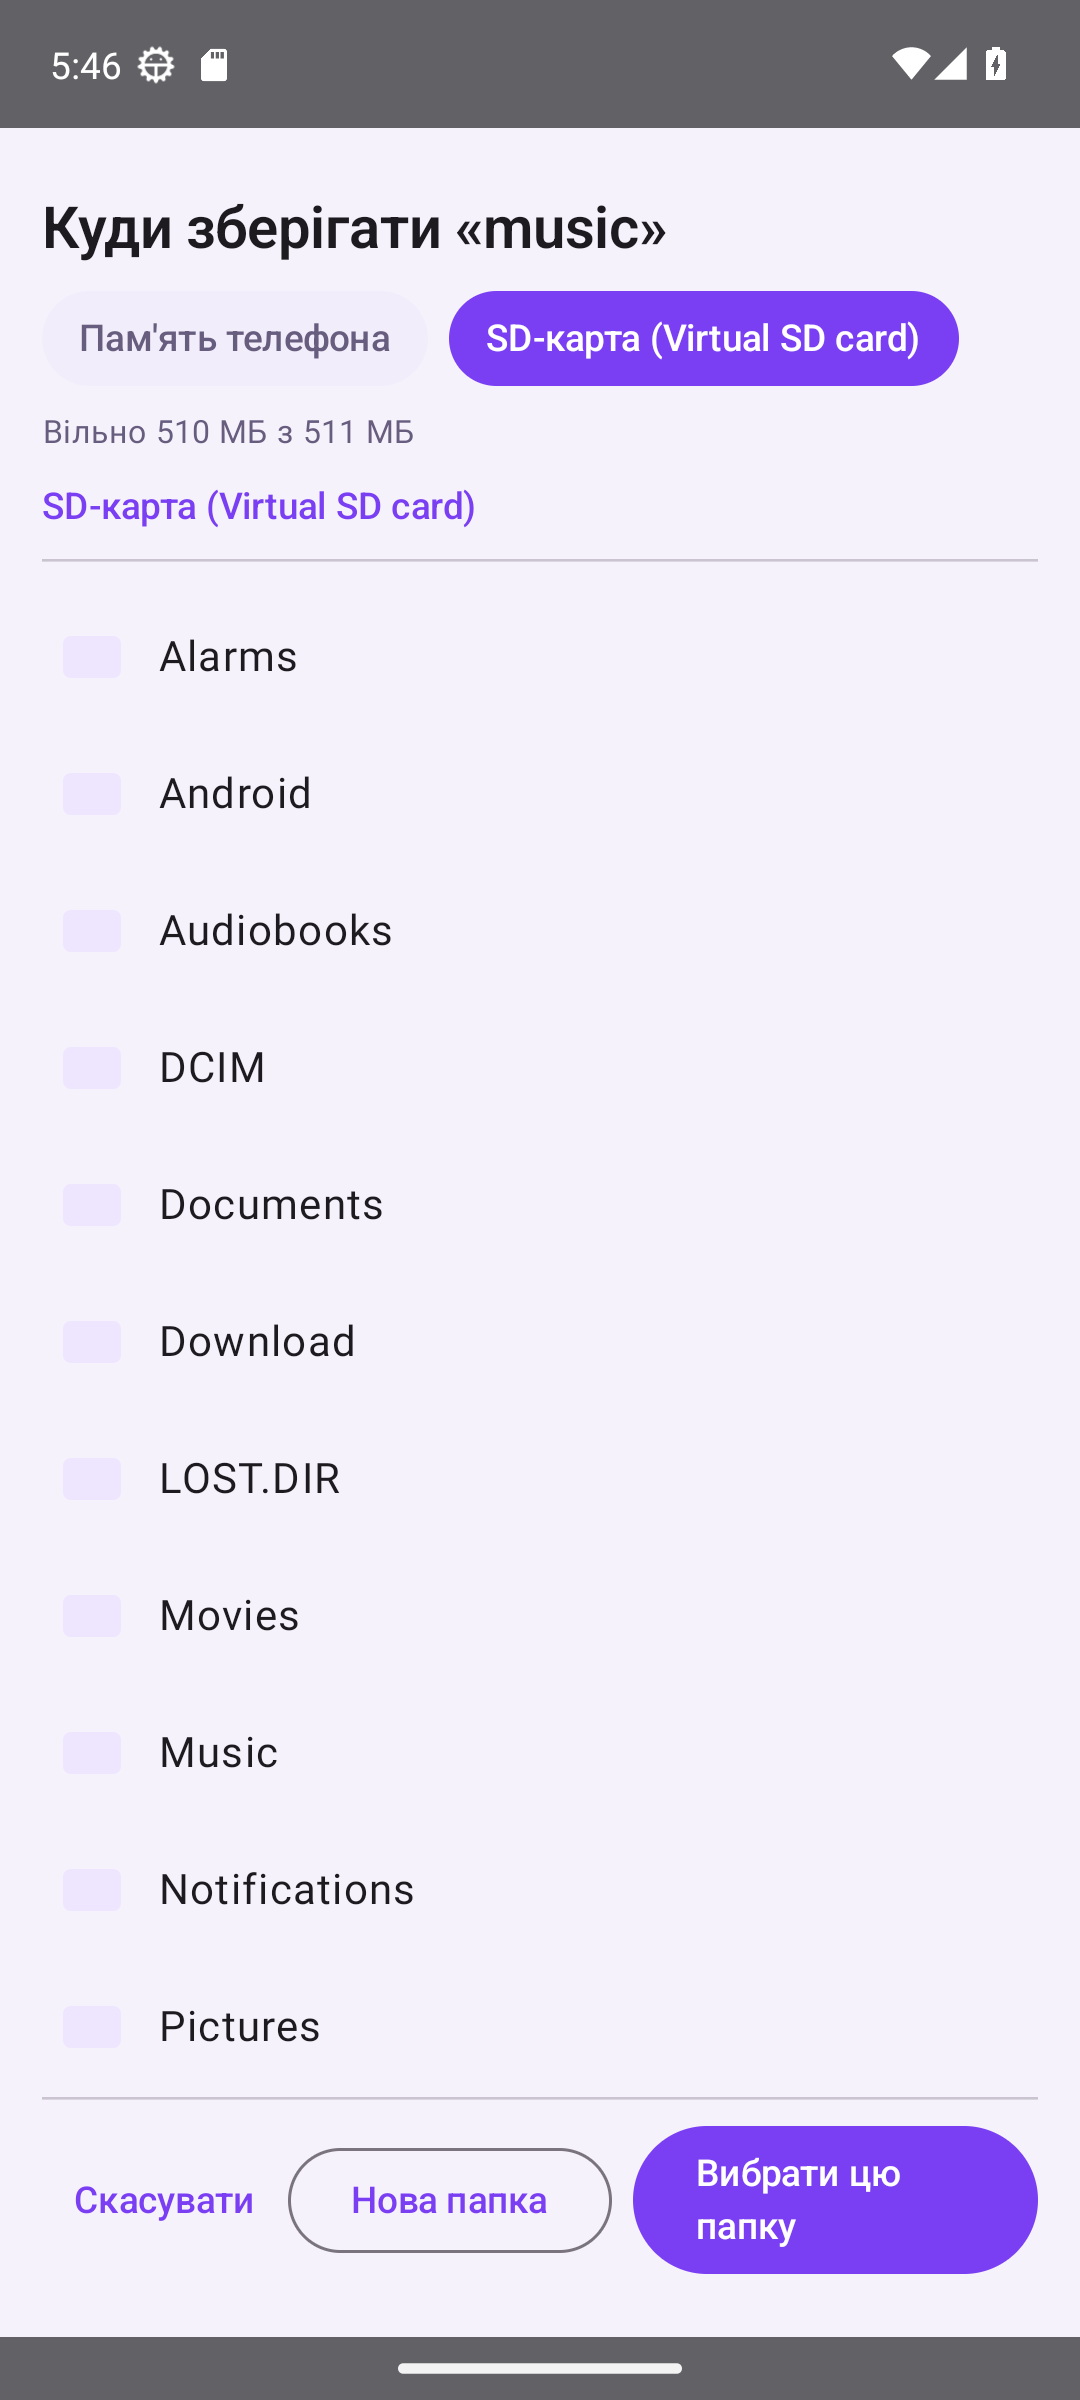 5:46
Куди зберігати «music»
Пам'ять телефона
SD-карта (Virtual SD card)
Вільно 510 МБ з 511 МБ
SD-карта (Virtual SD card)
Alarms
Android
Audiobooks
DCIM
Documents
Download
LOST.DIR
Movies
Music
Notifications
Pictures
Скасувати
Нова папка
Вибрати цю
папку